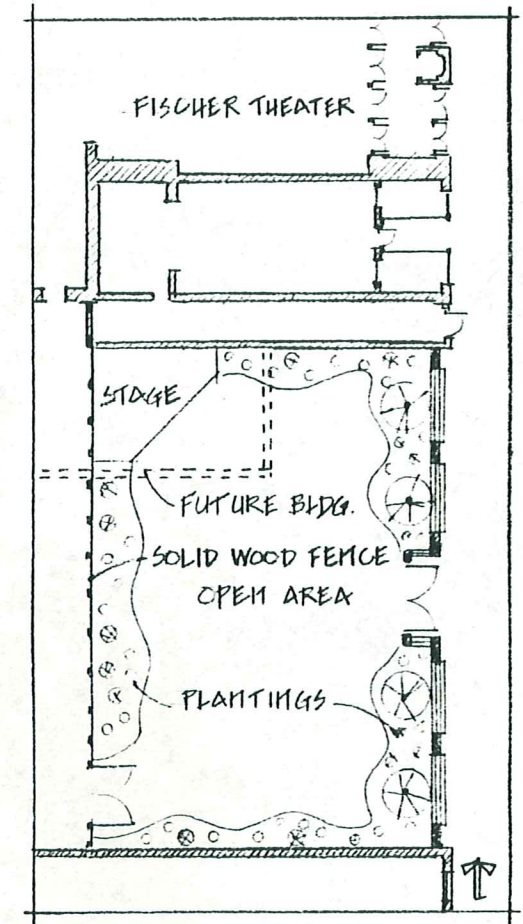 FISCHER THEATER
STAGE
FUTURE BLDG.
SOLID WOOD FENCE
OPEN AREA
PLANTINGS